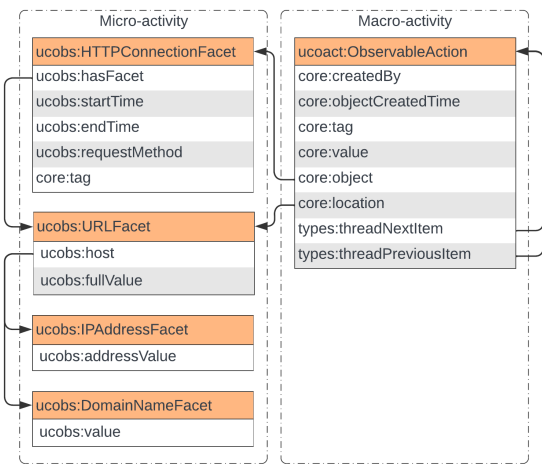 Micro-activity
ucobs:HTTPConnectionFacet
ucobs:hasFacet
ucobs:startTime
ucobs:endTime
ucobs:requestMethod
core:tag
ucobs:URLFacet
ucobs:host
ucobs:fullValue
ucobs:IPAddressFacet
ucobs:addressValue
ucobs:DomainNameFacet
ucobs:value
Macro-activity
ucoact:ObservableAction
core:createdBy
core:objectCreatedTime
core:tag
core:value
core:object
core:location
types:threadNextItem
types:threadPreviousItem